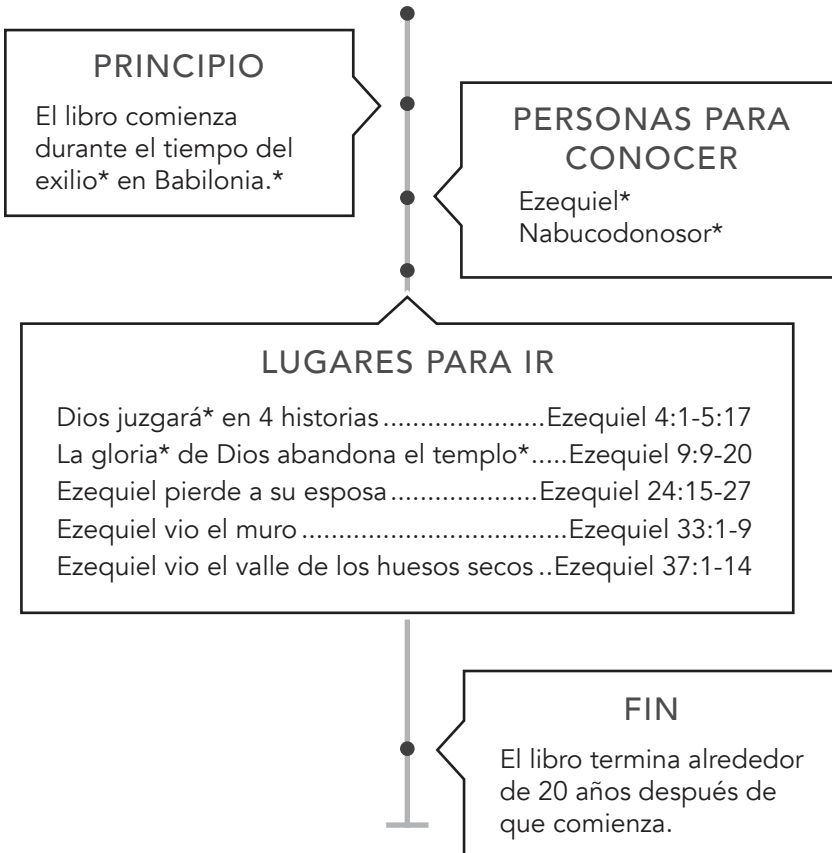 PRINCIPIO
El libro comienza
durante el tiempo del
exilio* en Babilonia.*
PERSONAS PARA
CONOCER
Ezequiel*
Nabucodonosor*
LUGARES PARA IR
Dios juzgará* en 4 historias......................Ezequiel 4:1-5:17
La gloria* de Dios abandona el templo*.....Ezequiel 9:9-20
Ezequiel pierde a su esposa....................Ezequiel 24:15-27
Ezequiel vio el muro....................................Ezequiel 33:1-9
Ezequiel vio el valle de los huesos secos..Ezequiel 37:1-14
FIN
El libro termina alrededor
de 20 años después de
que comienza.